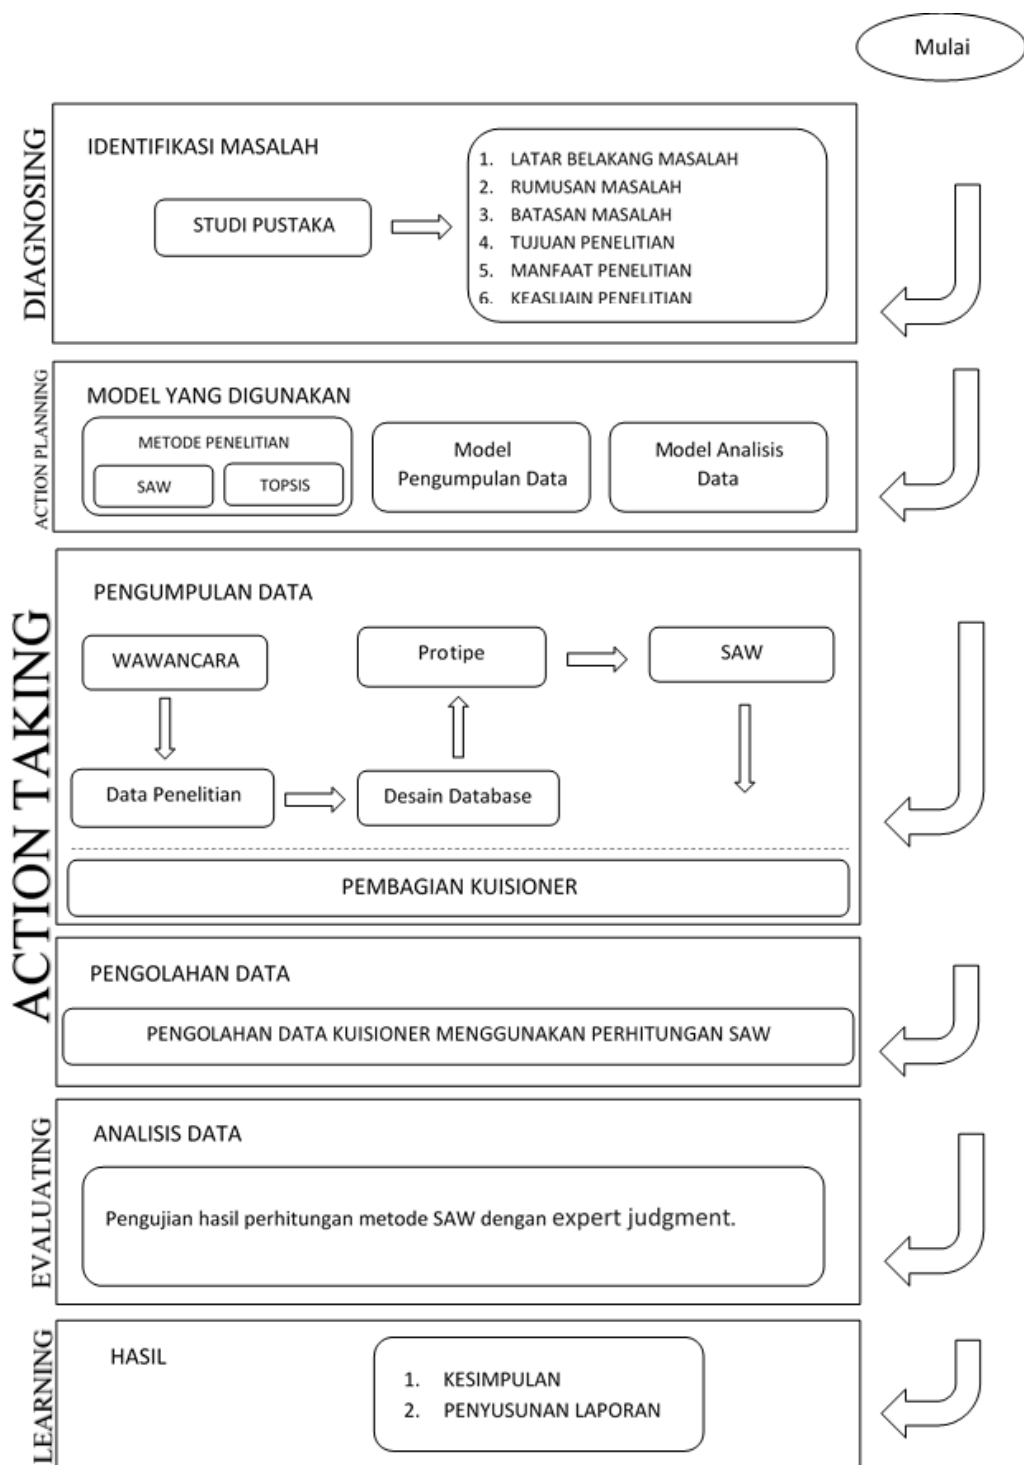 Mulai
DIAGNOSING
IDENTIFIKASI MASALAH
STUDI PUSTAKA
1. LATAR BELAKANG MASALAH
2. RUMUSAN MASALAH
3. BATASAN MASALAH
4. TUJUAN PENELITIAN
5. MANFAAT PENELITIAN
6. KEASLIAIN PENELITIAN
ACTION PLANNING
MODEL YANG DIGUNAKAN
METODE PENELITIAN
SAW
TOPSIS
Model
Pengumpulan Data
Model Analisis
Data
ACTION TAKING
PENGUMPULAN DATA
WAWANCARA
Protipe
SAW
Data Penelitian
Desain Database
PEMBAGIAN KUISIONER
PENGOLAHAN DATA
PENGOLAHAN DATA KUISIONER MENGGUNAKAN PERHITUNGAN SAW
EVALUATING
ANALISIS DATA
Pengujian hasil perhitungan metode SAW dengan expert judgment.
LEARNING
HASIL
1. KESIMPULAN
2. PENYUSUNAN LAPORAN